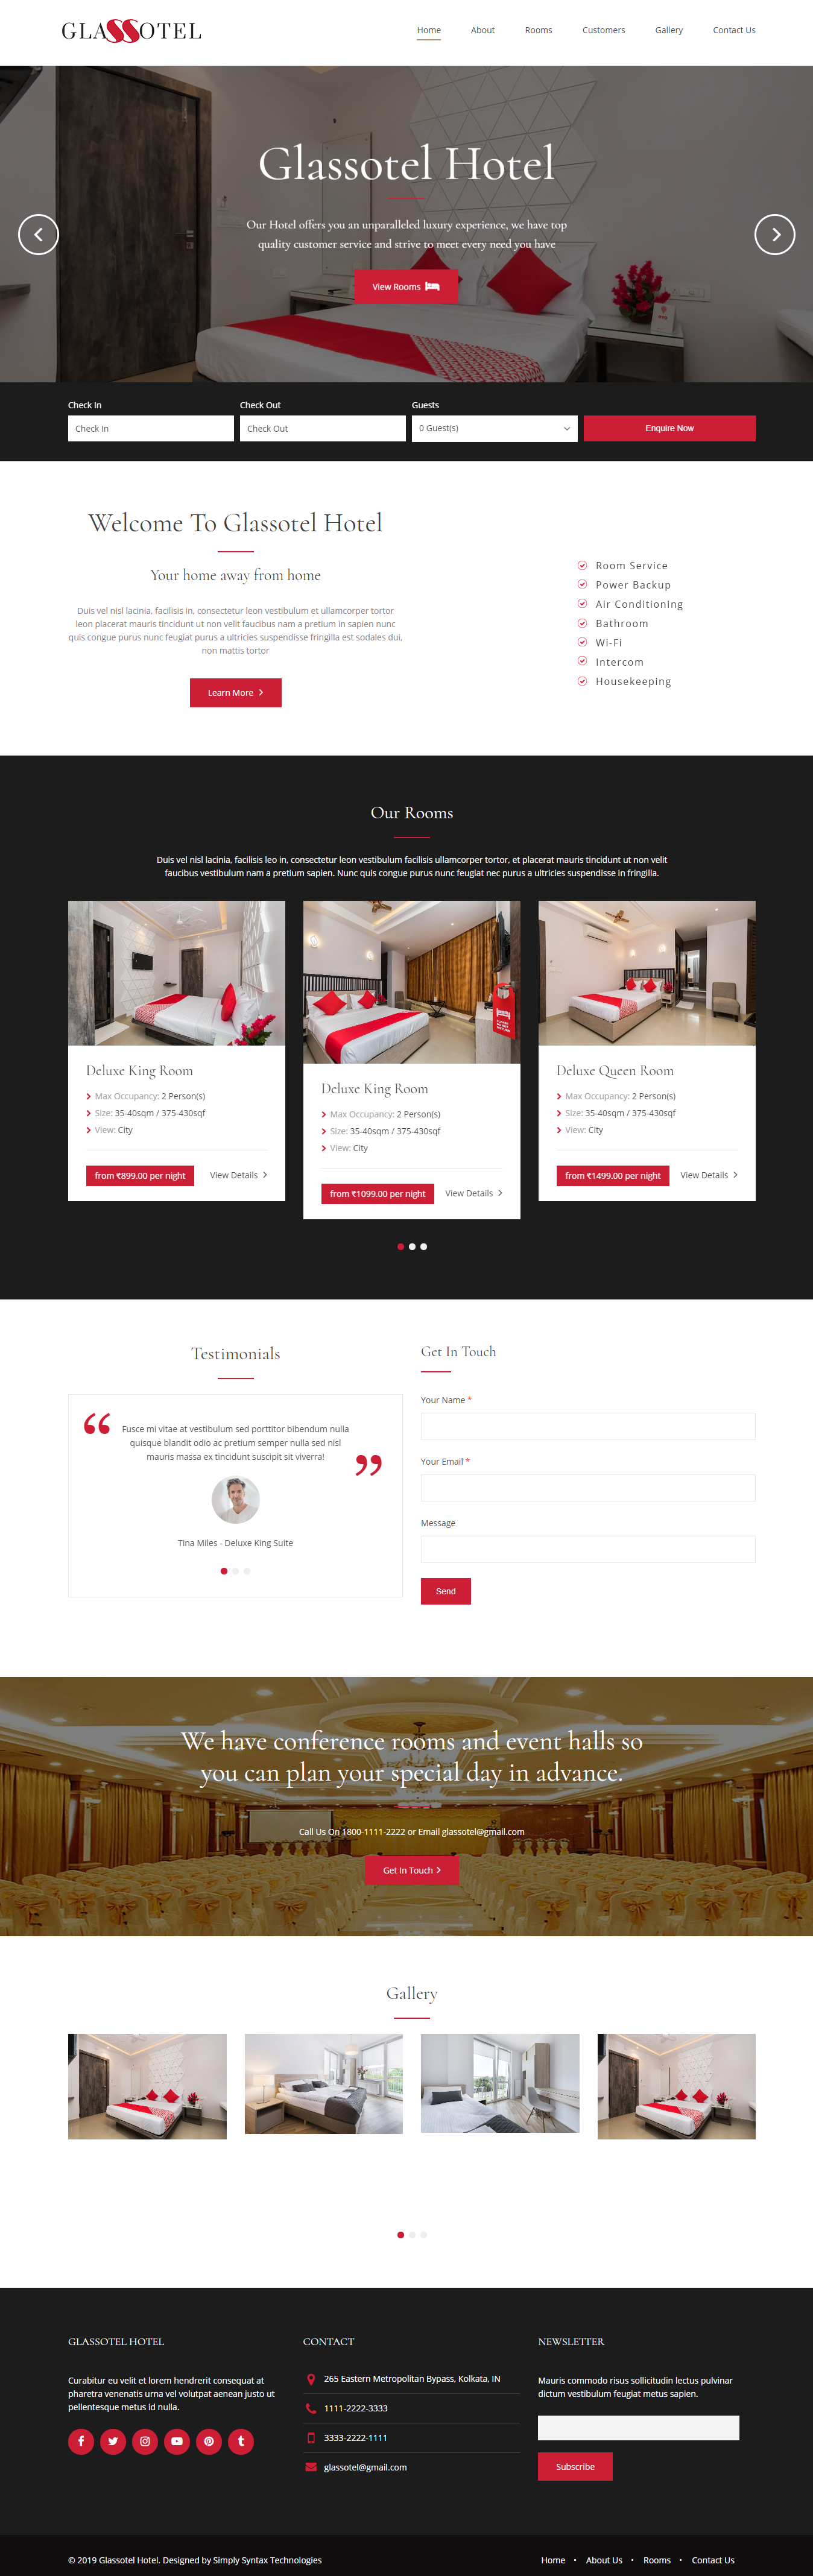 GLASSOTEL
Home
About
Rooms
Customers
Gallery
Contact Us
Glassotel Hotel
Our Hotel offers you an unparalleled luxury experience, we have top
quality customer service and strive to meet every need you have
View Rooms
Check In
Check Out
Guests
Check In
Check Out
0 Guest(s)
Enquire Now
Welcome To Glassotel Hotel
Your home away from home
Duis vel nisl lacinia, facilisis in, consectetur leon vestibulum et ullamcorper tortor
leon placerat mauris tincidunt ut non velit faucibus nam a pretium in sapien nunc
quis congue purus nunc feugiat purus a ultricies suspendisse fringilla est sodales dui,
non mattis tortor
Learn More
Room Service
Power Backup
Air Conditioning
Bathroom
Wi-Fi
Intercom
Housekeeping
Our Rooms
Duis vel nisl lacinia, facilisis leo in, consectetur leon vestibulum facilisis ullamcorper tortor, et placerat mauris tincidunt ut non velit
faucibus vestibulum nam a pretium sapien. Nunc quis congue purus nunc feugiat nec purus a ultricies suspendisse in fringilla.
Deluxe King Room
Max Occupancy: 2 Person(s)
Size: 35-40sqm / 375-430sqf
View: City
from ₹899.00 per night
View Details
Deluxe King Room
Max Occupancy: 2 Person(s)
Size: 35-40sqm / 375-430sqf
View: City
from ₹1099.00 per night
View Details
Deluxe Queen Room
Max Occupancy: 2 Person(s)
Size: 35-40sqm / 375-430sqf
View: City
from ₹1499.00 per night
View Details
Testimonials
Fusce mi vitae at vestibulum sed porttitor bibendum nulla
quisque blandit odio ac pretium semper nulla sed nisl
mauris massa ex tincidunt suscipit sit viverra!
Tina Miles - Deluxe King Suite
Get In Touch
Your Name *
Your Email *
Message
Send
We have conference rooms and event halls so
you can plan your special day in advance.
Call Us On 1800-1111-2222 or Email glassotel@gmail.com
Get In Touch
Gallery
GLASSOTEL HOTEL
Curabitur eu velit et lorem hendrerit consequat at
pharetra venenatis urna vel volutpat aenean justo ut
pellentesque metus id nulla.
CONTACT
265 Eastern Metropolitan Bypass, Kolkata, IN
1111-2222-3333
3333-2222-1111
glassotel@gmail.com
NEWSLETTER
Mauris commodo risus sollicitudin lectus pulvinar
dictum vestibulum feugiat metus sapien.
Subscribe
© 2019 Glassotel Hotel. Designed by Simply Syntax Technologies
Home • About Us • Rooms • Contact Us